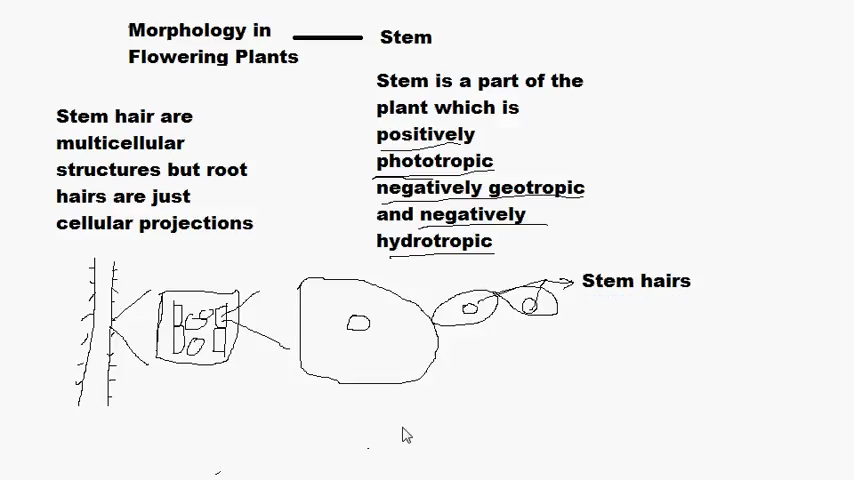 Morphology in
Flowering Plants
Stem
Stem is a part of the
plant which is
positively
phototropic
negatively geotropic
and negatively
hydrotropic
Stem hair are
multicellular
structures but root
hairs are just
cellular projections
Stem hairs